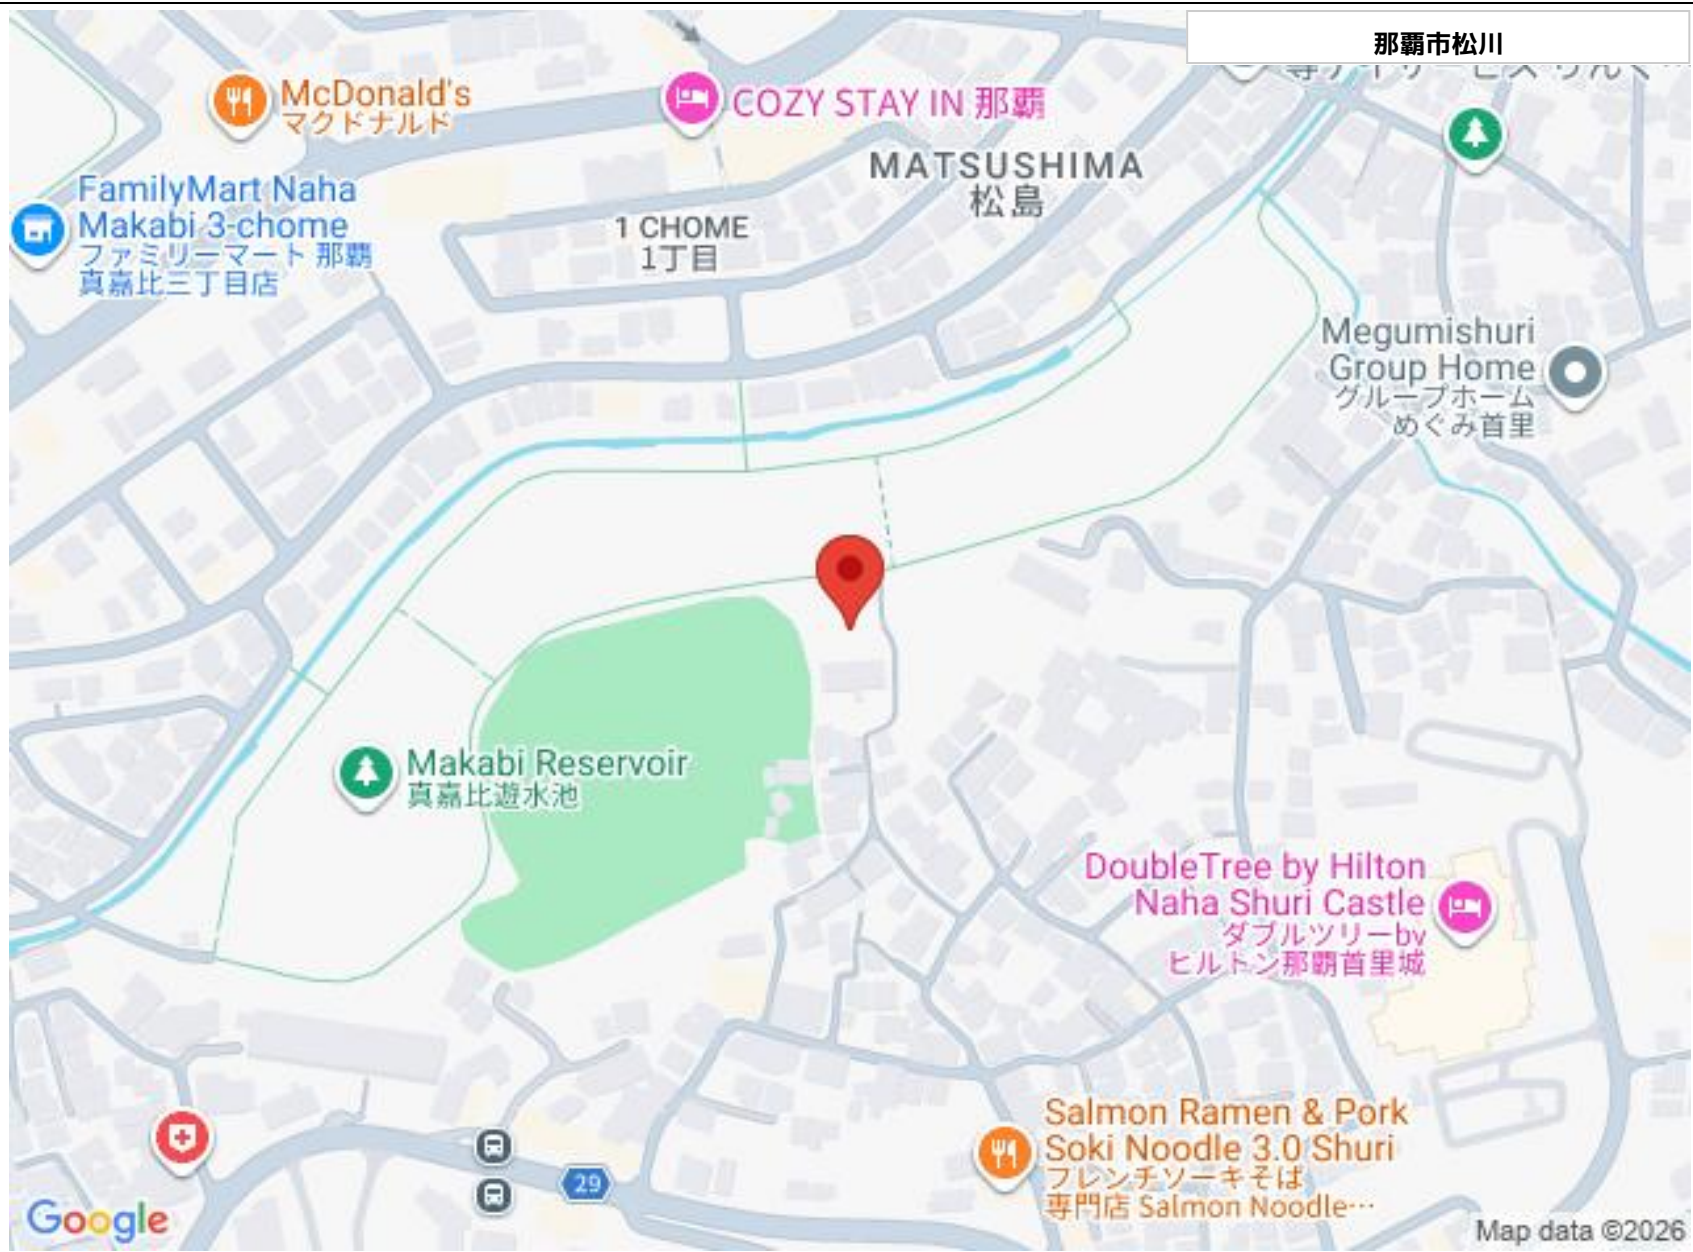 那覇市松川
McDonald's
マクドナルド
COZY STAY IN 那覇
MATSUSHIMA
松島
FamilyMart Naha
Makabi 3-chome
ファミリーマート 那覇
真嘉比三丁目店
1 CHOME
1丁目
Megumishuri
Group Home
グループホーム
めぐみ首里
Makabi Reservoir
真嘉比遊水池
DoubleTree by Hilton
Naha Shuri Castle
ダブルツリーby
ヒルトン那覇首里城
Salmon Ramen & Pork
Soki Noodle 3.0 Shuri
フレンチソーキそば
専門店 Salmon Noodle…
29
Google
Map data ©2026